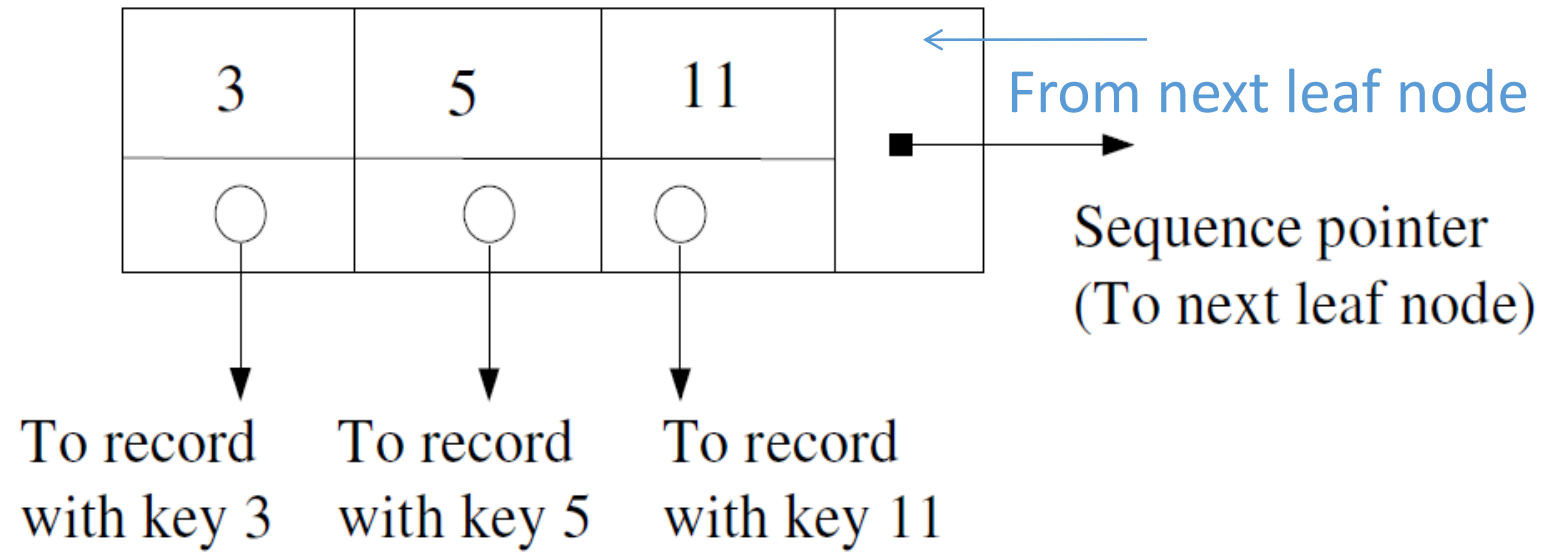 3 5 11
From next leaf node
Sequence pointer
(To next leaf node)
To record To record To record
with key 3 with key 5 with key 11